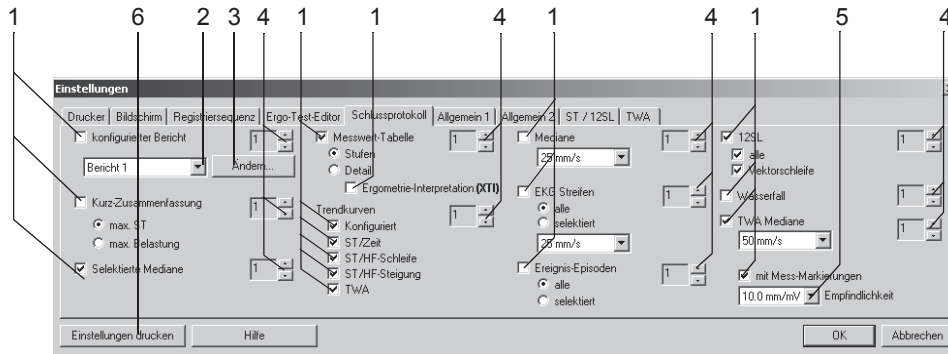 1 6 2 3 4 1 1 4 1 4 1 5 4
Einstellungen
Drucker Bildschirm Registriersequenz Ergo-Test-Editor Schlussprotokoll Allgemein 1 Allgemein 2 ST / 12SL TWA
konfigurierter Bericht 1 Messwert-Tabelle 1 Mediane 1 12SL 1
Stufen 25 mm/s alle
Bericht 1 Ändern... Detail Vektorschleife
Ergometrie-Interpretation (XTI) EKG Streifen 1 Wasserfall 1
Kurz-Zusammenfassung 1 Trendkurven 1 alle TWA Mediane 1
max. ST Konfiguriert selektiert 50 mm/s
max. Belastung ST/Zeit 25 mm/s
ST/HF-Schleife
Selektierte Mediane 1 ST/HF-Steigung Ereignis-Episoden 1 mit Mess-Markierungen
TWA alle 10.0 mm/mV Empfindlichkeit
selektiert
Einstellungen drucken Hilfe OK Abbrechen